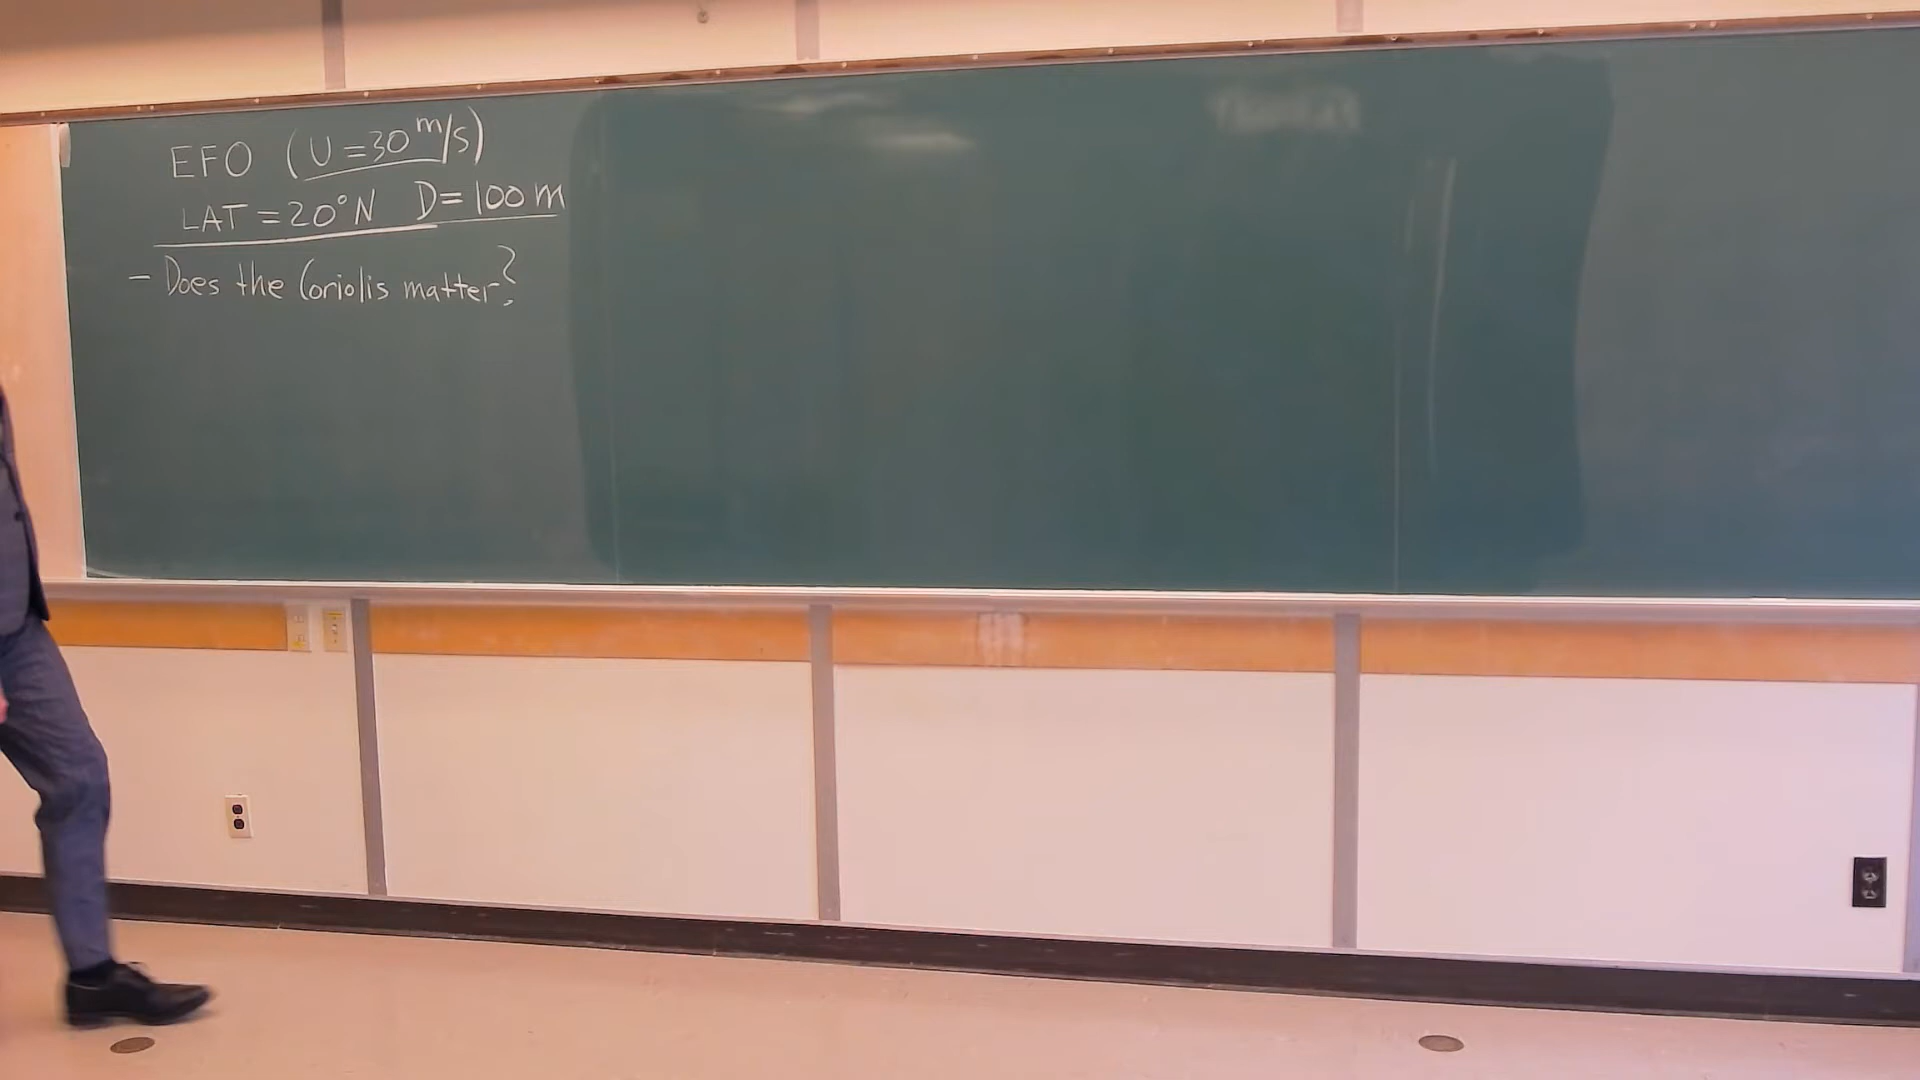 EFO (U=30 m/s)
LAT = 20°N D= 100 m
- Does the Coriolis matter?